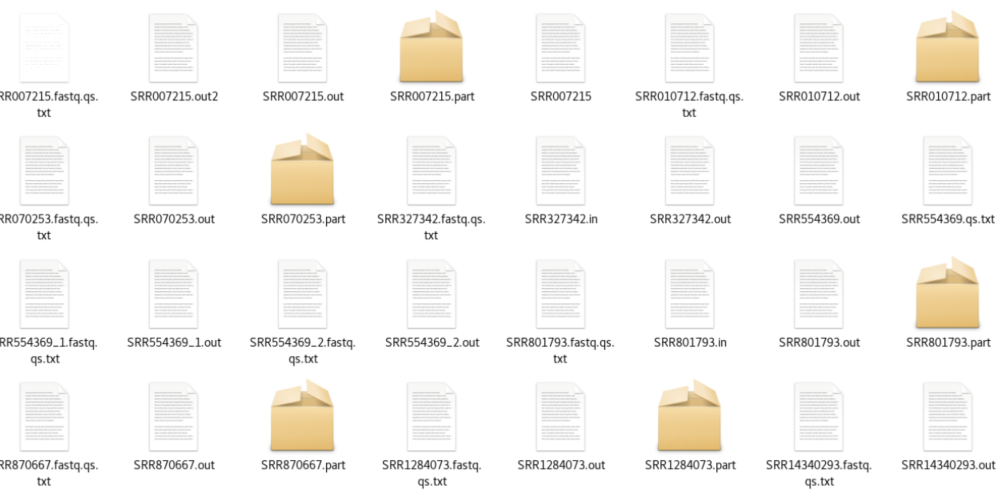 RR007215.fastq.qs.
txt
SRR007215.out2
SRR007215.out
SRR007215.part
SRR007215
SRR010712.fastq.qs.
txt
SRR010712.out
SRR010712.part
RR070253.fastq.qs.
txt
SRR070253.out
SRR070253.part
SRR327342.fastq.qs.
txt
SRR327342.in
SRR327342.out
SRR554369.out
SRR554369.qs.txt
RR554369_1.fastq.
qs.txt
SRR554369_1.out
SRR554369_2.fastq.
qs.txt
SRR554369_2.out
SRR801793.fastq.qs.
txt
SRR801793.in
SRR801793.out
SRR801793.part
RR870667.fastq.qs.
txt
SRR870667.out
SRR870667.part
SRR1284073.fastq.
qs.txt
SRR1284073.out
SRR1284073.part
SRR14340293.fastq.
qs.txt
SRR14340293.out